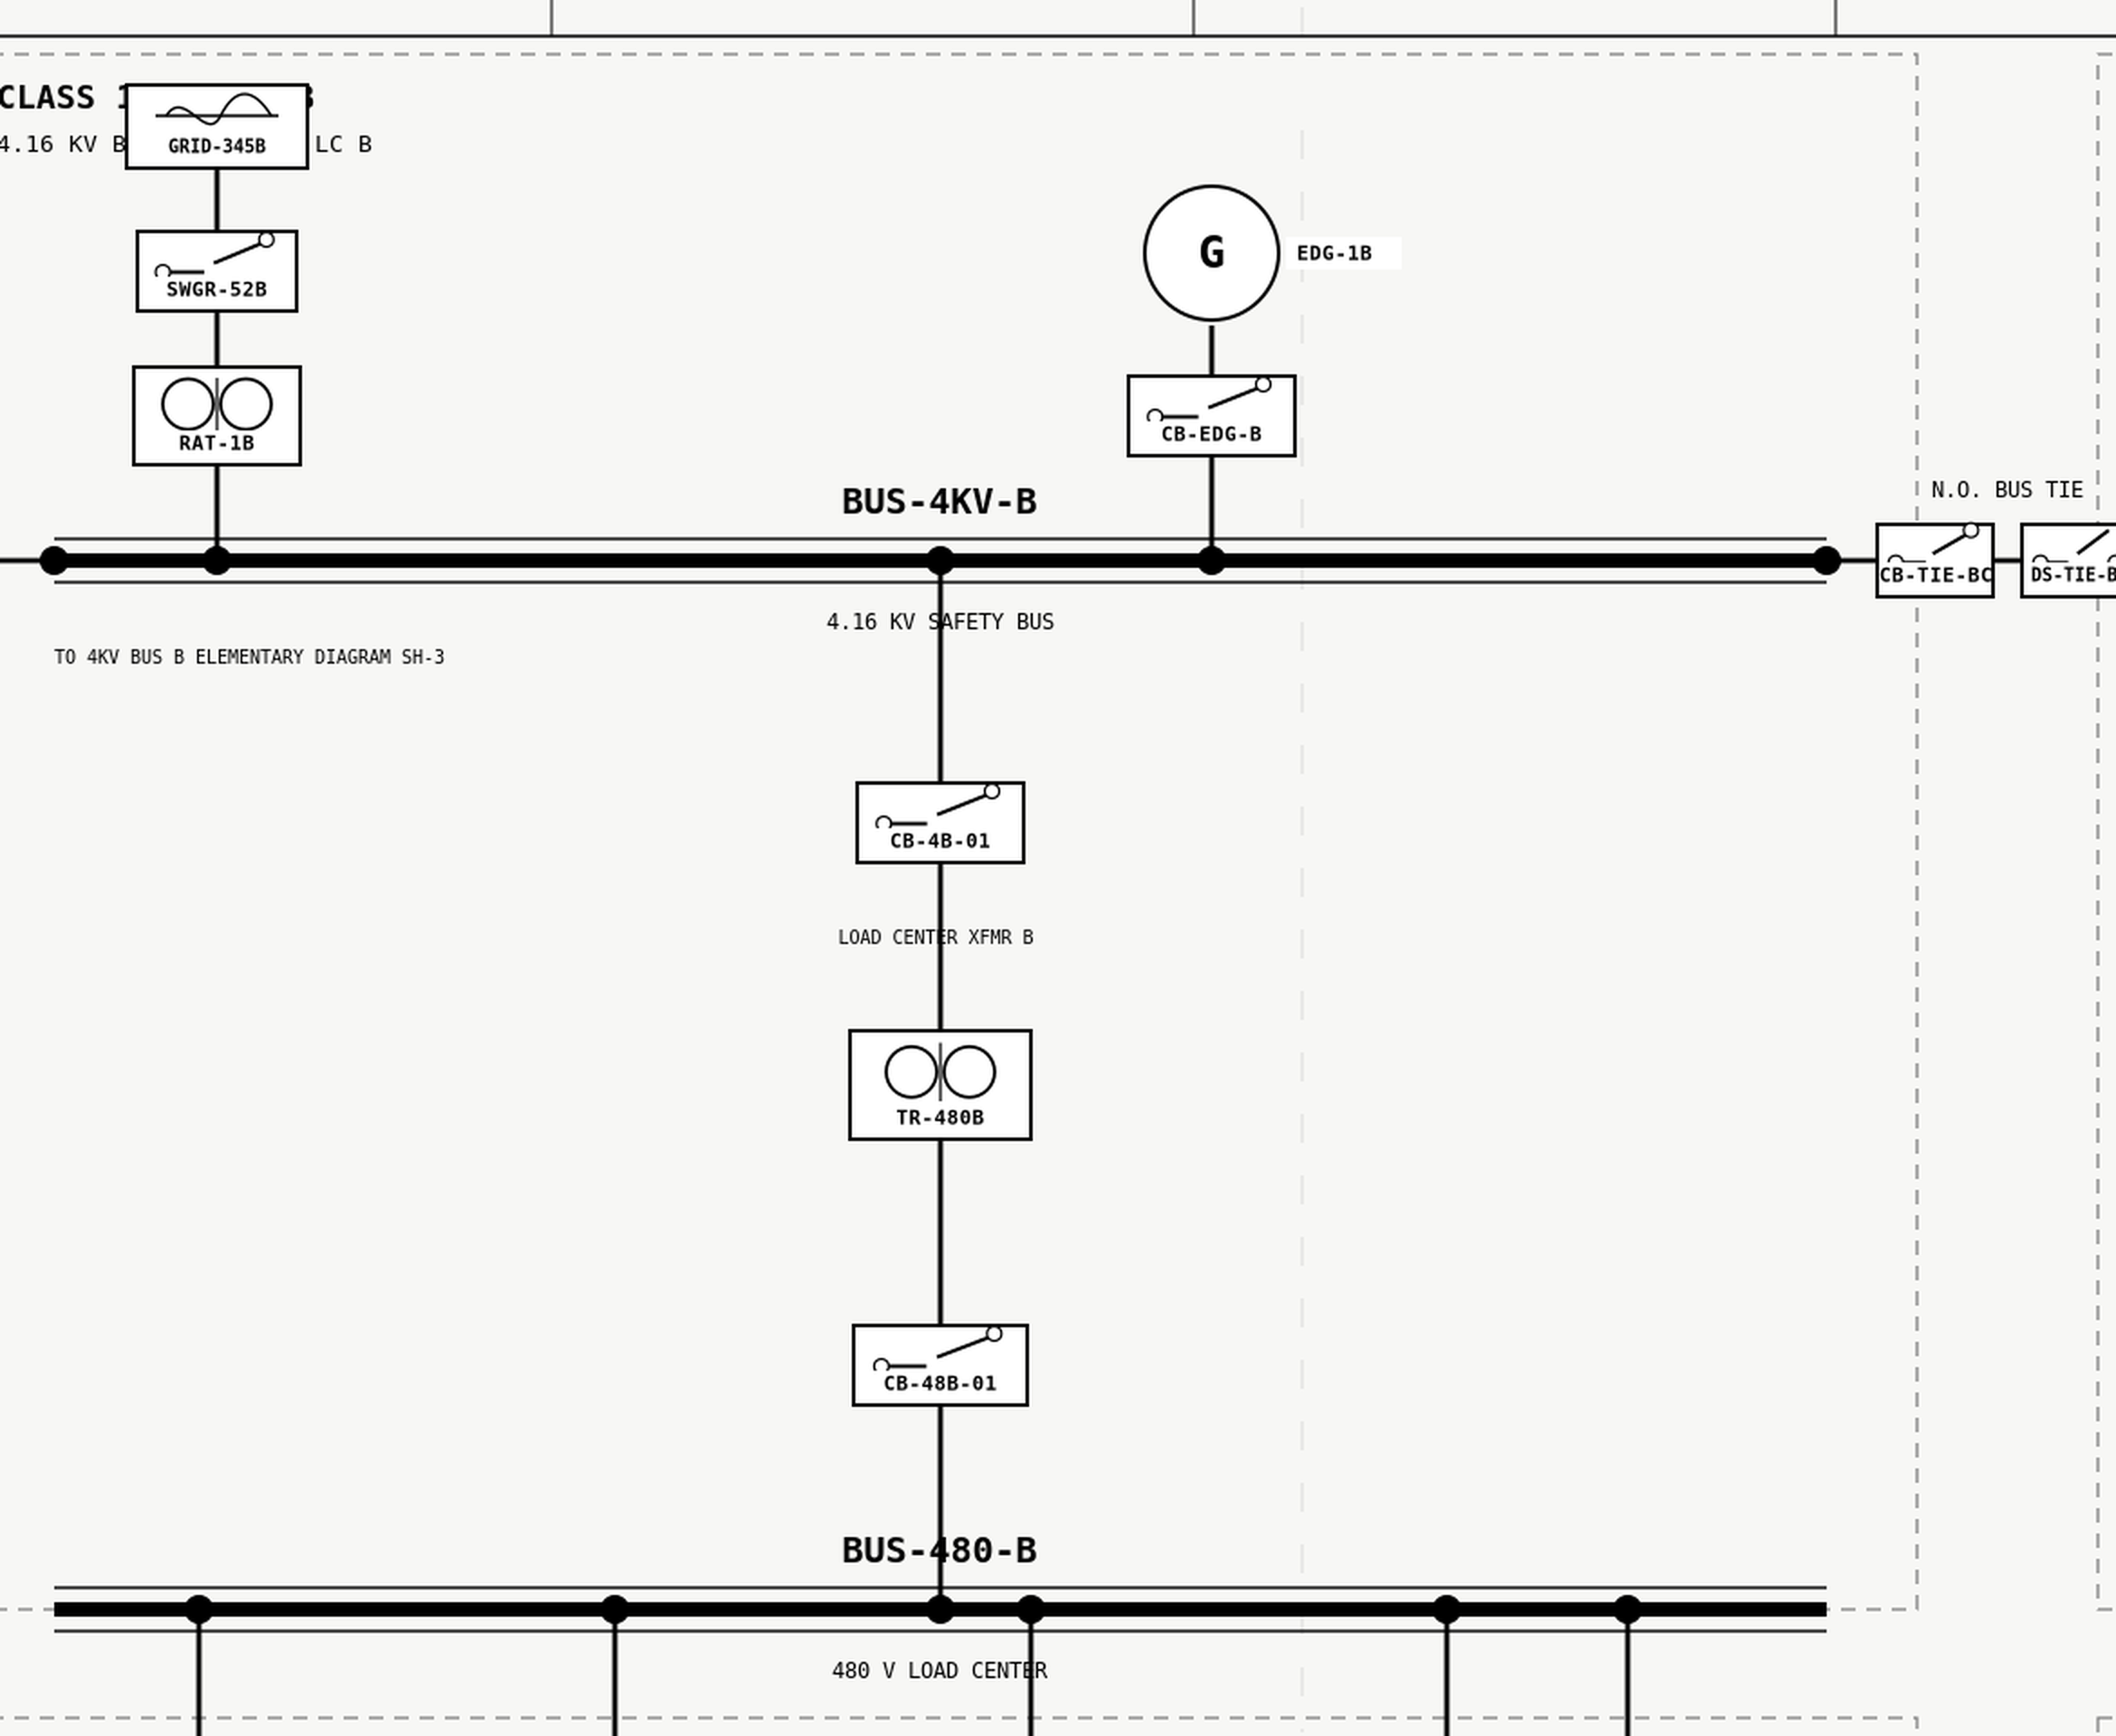 CLASS 1
GRID-345B
4.16 KV B
LC B
SWGR-52B
RAT-1B
G
EDG-1B
CB-EDG-B
BUS-4KV-B
N.O. BUS TIE
CB-TIE-BC
DS-TIE-B
4.16 KV SAFETY BUS
TO 4KV BUS B ELEMENTARY DIAGRAM SH-3
CB-4B-01
LOAD CENTER XFMR B
TR-480B
CB-48B-01
BUS-480-B
480 V LOAD CENTER